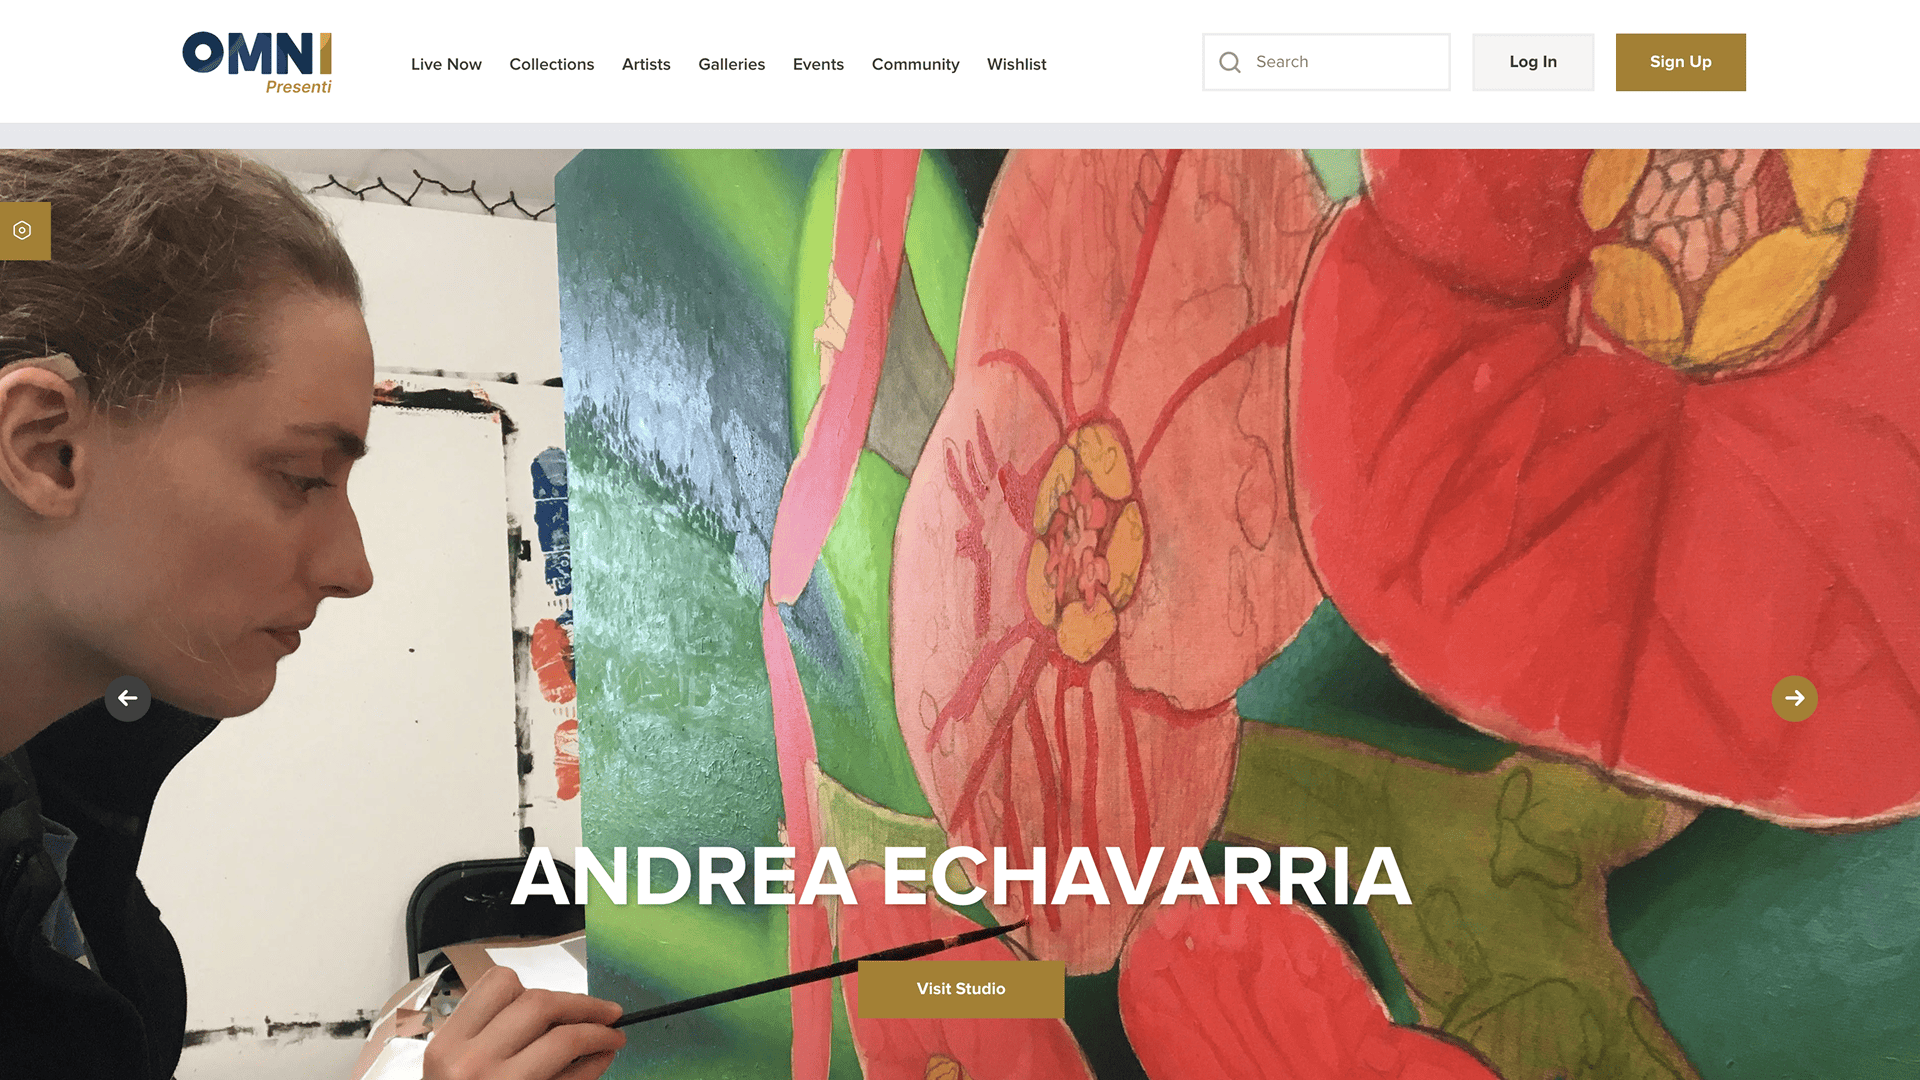 OMNI
Presenti
Live Now
Collections
Artists
Galleries
Events
Community
Wishlist
Search
Log In
Sign Up
ANDREA ECHAVARRIA
Visit Studio